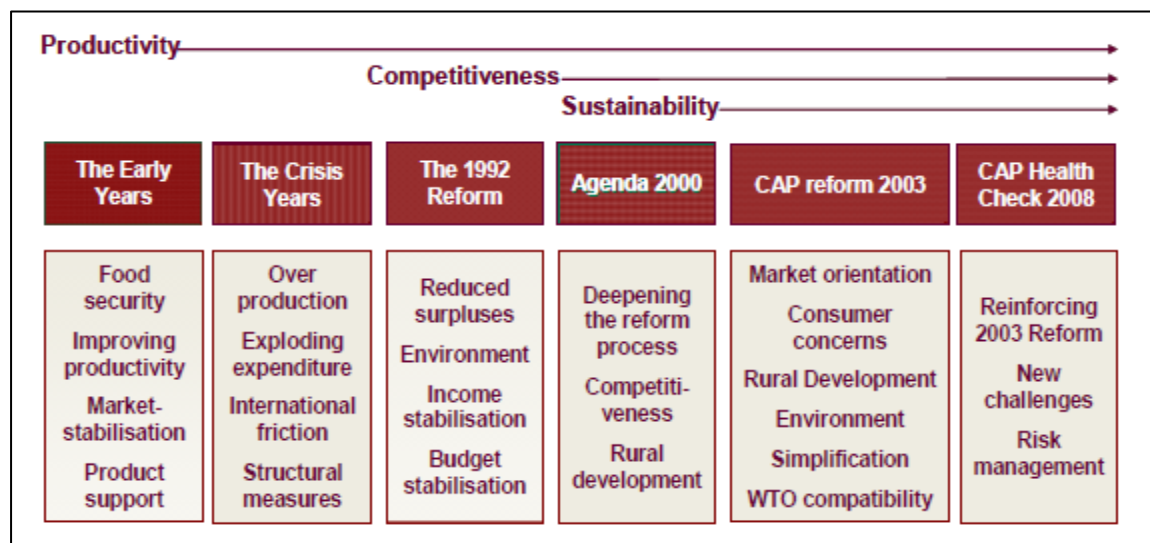 Productivity
Competitiveness
Sustainability
The Early
Years
The Crisis
Years
The 1992
Reform
Agenda 2000
CAP reform 2003
CAP Health
Check 2008
Food
security
Improving
productivity
Market-
stabilisation
Product
support
Over
production
Exploding
expenditure
International
friction
Structural
measures
Reduced
surpluses
Environment
Income
stabilisation
Budget
stabilisation
Deepening
the reform
process
Competiti-
veness
Rural
development
Market orientation
Consumer
concerns
Rural Development
Environment
Simplification
WTO compatibility
Reinforcing
2003 Reform
New
challenges
Risk
management